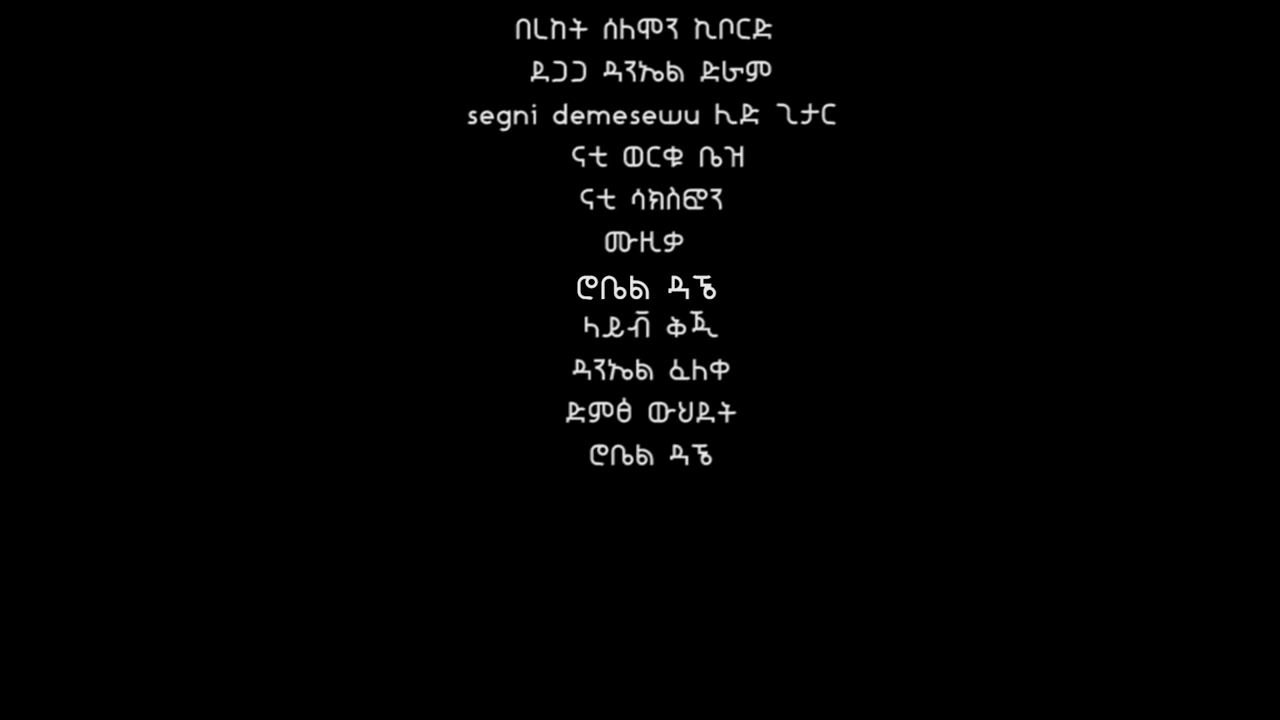 በረከት ሰለሞን ኪቦርድ
ደጋጋ ዳንኤል ድራም
segni demesewu ሊድ ጊታር
ናቲ ወርቁ ቤዝ
ናቲ ሳክስፎን
ሙዚቃ
ሮቤል ዳኜ
ላይቭ ቅጂ
ዳንኤል ፈለቀ
ድምፅ ውህደት
ሮቤል ዳኜ